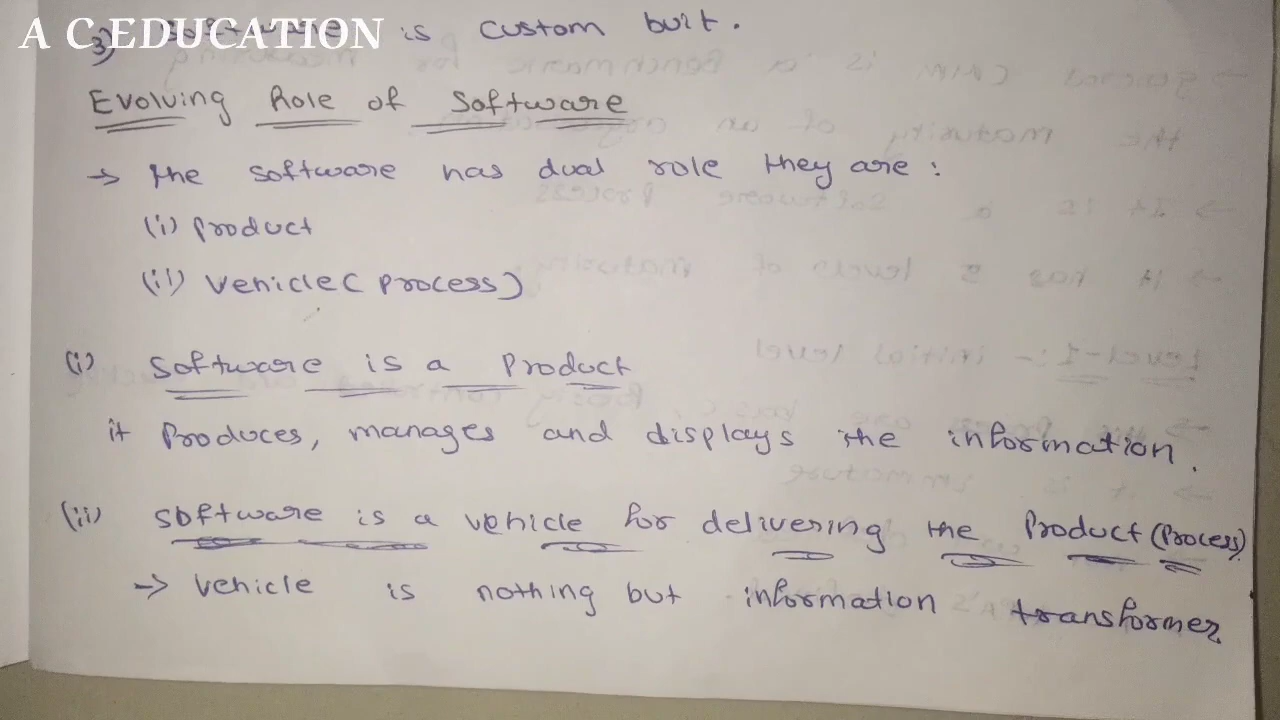 A C EDUCATION
3) Software is custom built.
Evolving Role of Software
→ the software has dual role they are :
(i) product
(ii) vehicle ( process )
(i) Software is a Product
it Produces, manages and displays the information .
(ii) software is a vehicle for delivering the Product (Process)
→ vehicle is nothing but information transformer